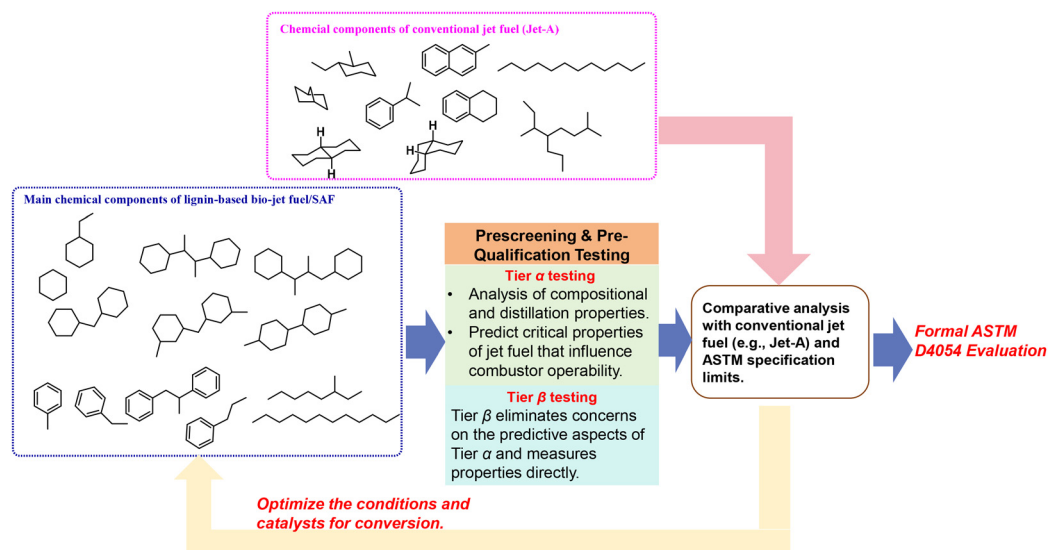 Chemcial components of conventional jet fuel (Jet-A)
H
H
H
H
Main chemical components of lignin-based bio-jet fuel/SAF
Prescreening & Pre-
Qualification Testing
Tier α testing
• Analysis of compositional
and distillation properties.
• Predict critical properties
of jet fuel that influence
combustor operability.
Tier β testing
Tier β eliminates concerns
on the predictive aspects of
Tier α and measures
properties directly.
Comparative analysis
with conventional jet
fuel (e.g., Jet-A) and
ASTM specification
limits.
Formal ASTM
D4054 Evaluation
Optimize the conditions and
catalysts for conversion.